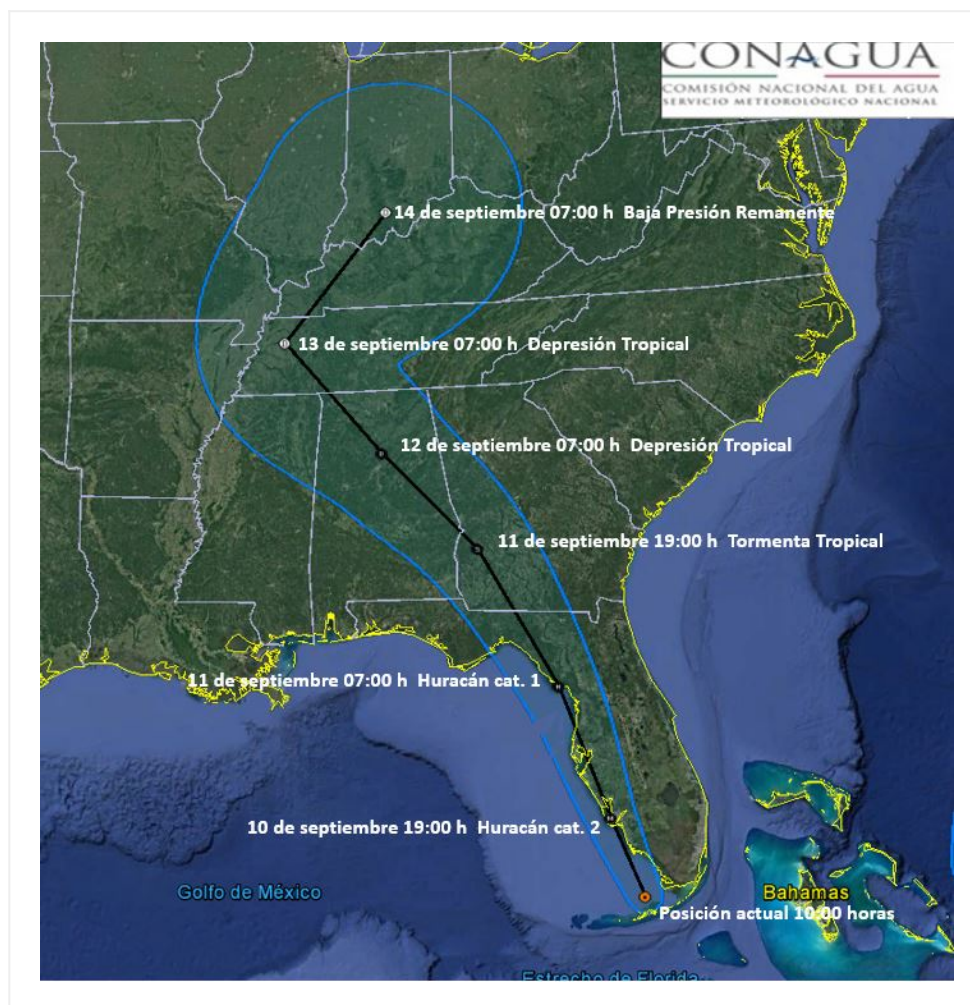 CONAGUA
COMISIÓN NACIONAL DEL AGUA
SERVICIO METEOROLÓGICO NACIONAL
14 de septiembre 07:00 h  Baja Presión Remanente
13 de septiembre 07:00 h  Depresión Tropical
12 de septiembre 07:00 h  Depresión Tropical
11 de septiembre 19:00 h  Tormenta Tropical
11 de septiembre 07:00 h  Huracán cat. 1
10 de septiembre 19:00 h  Huracán cat. 2
Golfo de México
Bahamas
Posición actual 10:00 horas
Estrecho de Florida